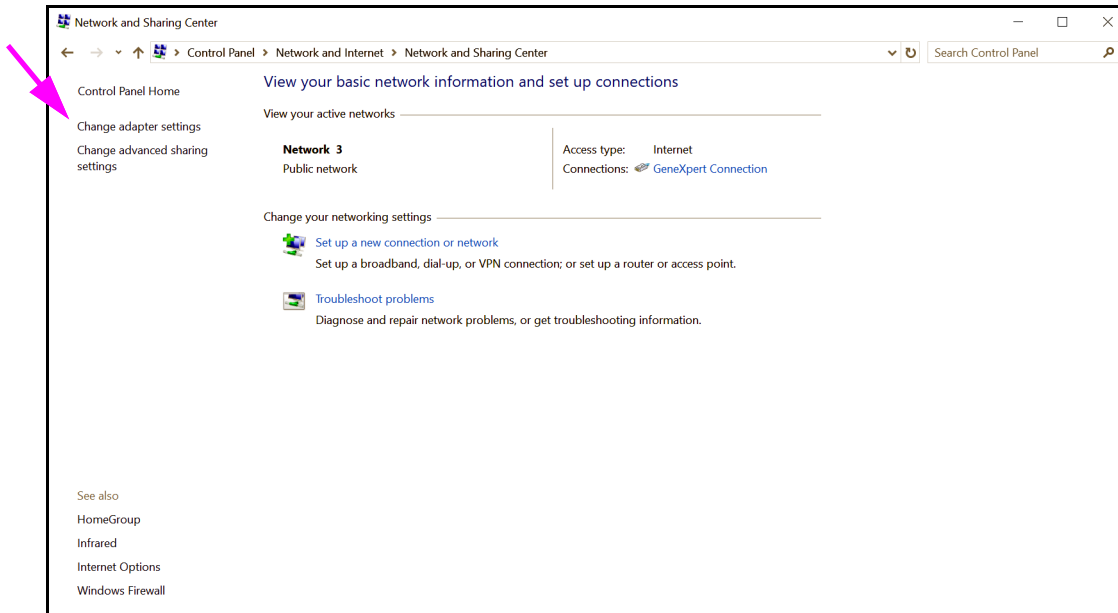 Network and Sharing Center
Control Panel > Network and Internet > Network and Sharing Center
Search Control Panel
Control Panel Home
Change adapter settings
Change advanced sharing
settings
View your basic network information and set up connections
View your active networks
Network 3
Public network
Access type: Internet
Connections: GeneXpert Connection
Change your networking settings
Set up a new connection or network
Set up a broadband, dial-up, or VPN connection; or set up a router or access point.
Troubleshoot problems
Diagnose and repair network problems, or get troubleshooting information.
See also
HomeGroup
Infrared
Internet Options
Windows Firewall